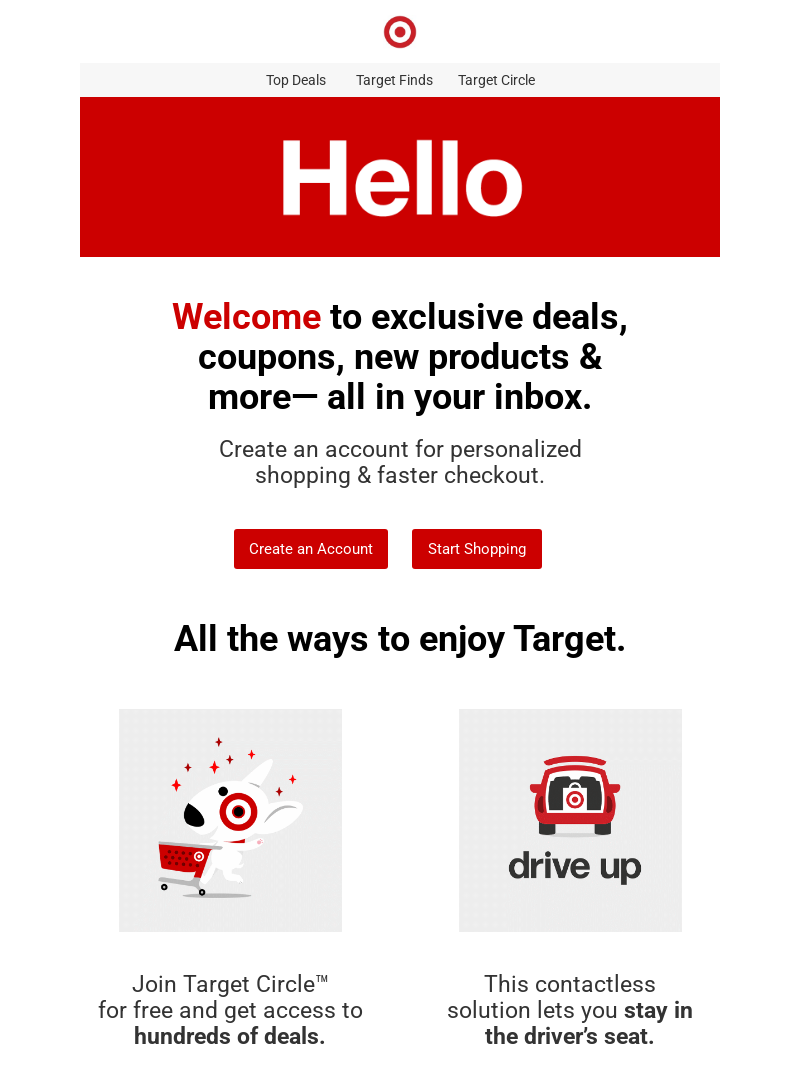 Top Deals Target Finds Target Circle
Hello
Welcome to exclusive deals,
coupons, new products &
more— all in your inbox.
Create an account for personalized
shopping & faster checkout.
Create an Account Start Shopping
All the ways to enjoy Target.
drive up
Join Target Circle™
for free and get access to
hundreds of deals.
This contactless
solution lets you stay in
the driver’s seat.